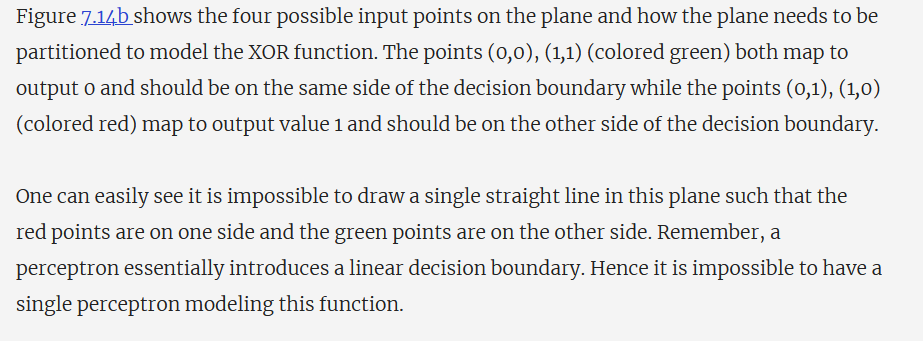 Figure 7.14b shows the four possible input points on the plane and how the plane needs to be
partitioned to model the XOR function. The points (0,0), (1,1) (colored green) both map to
output 0 and should be on the same side of the decision boundary while the points (0,1), (1,0)
(colored red) map to output value 1 and should be on the other side of the decision boundary.
One can easily see it is impossible to draw a single straight line in this plane such that the
red points are on one side and the green points are on the other side. Remember, a
perceptron essentially introduces a linear decision boundary. Hence it is impossible to have a
single perceptron modeling this function.